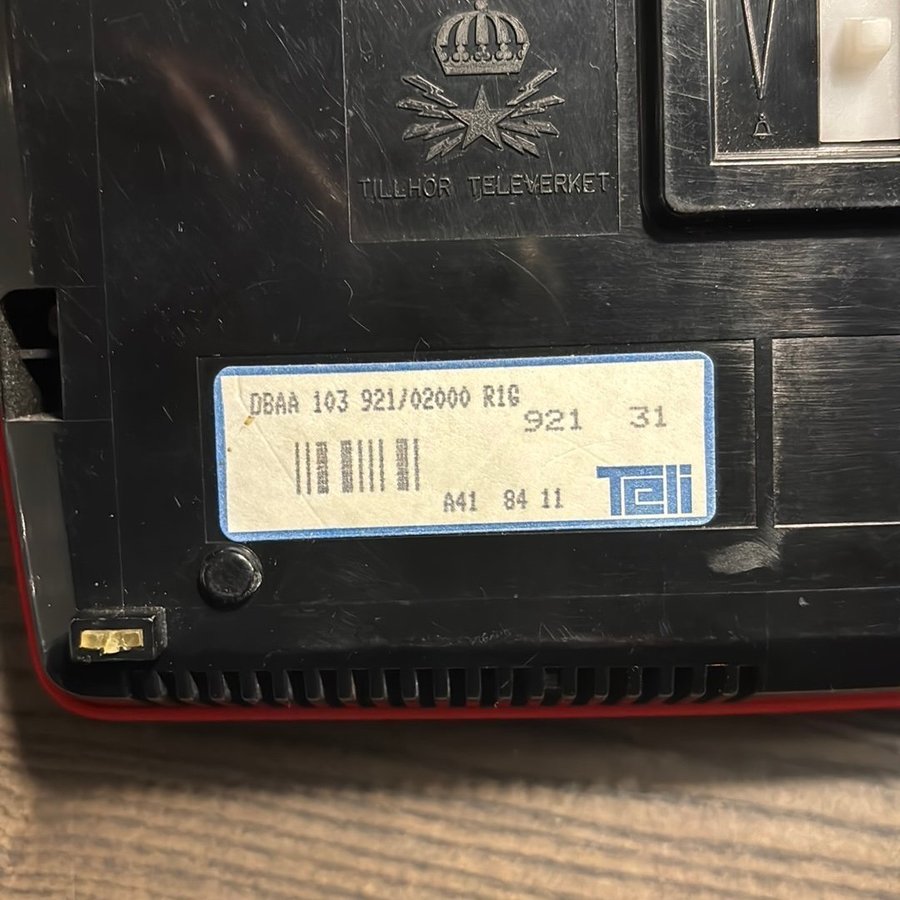 TILLHÖR TELEVERKET
DBAA 103 921/02000 R1G
921 31
A41 84 11
Teli